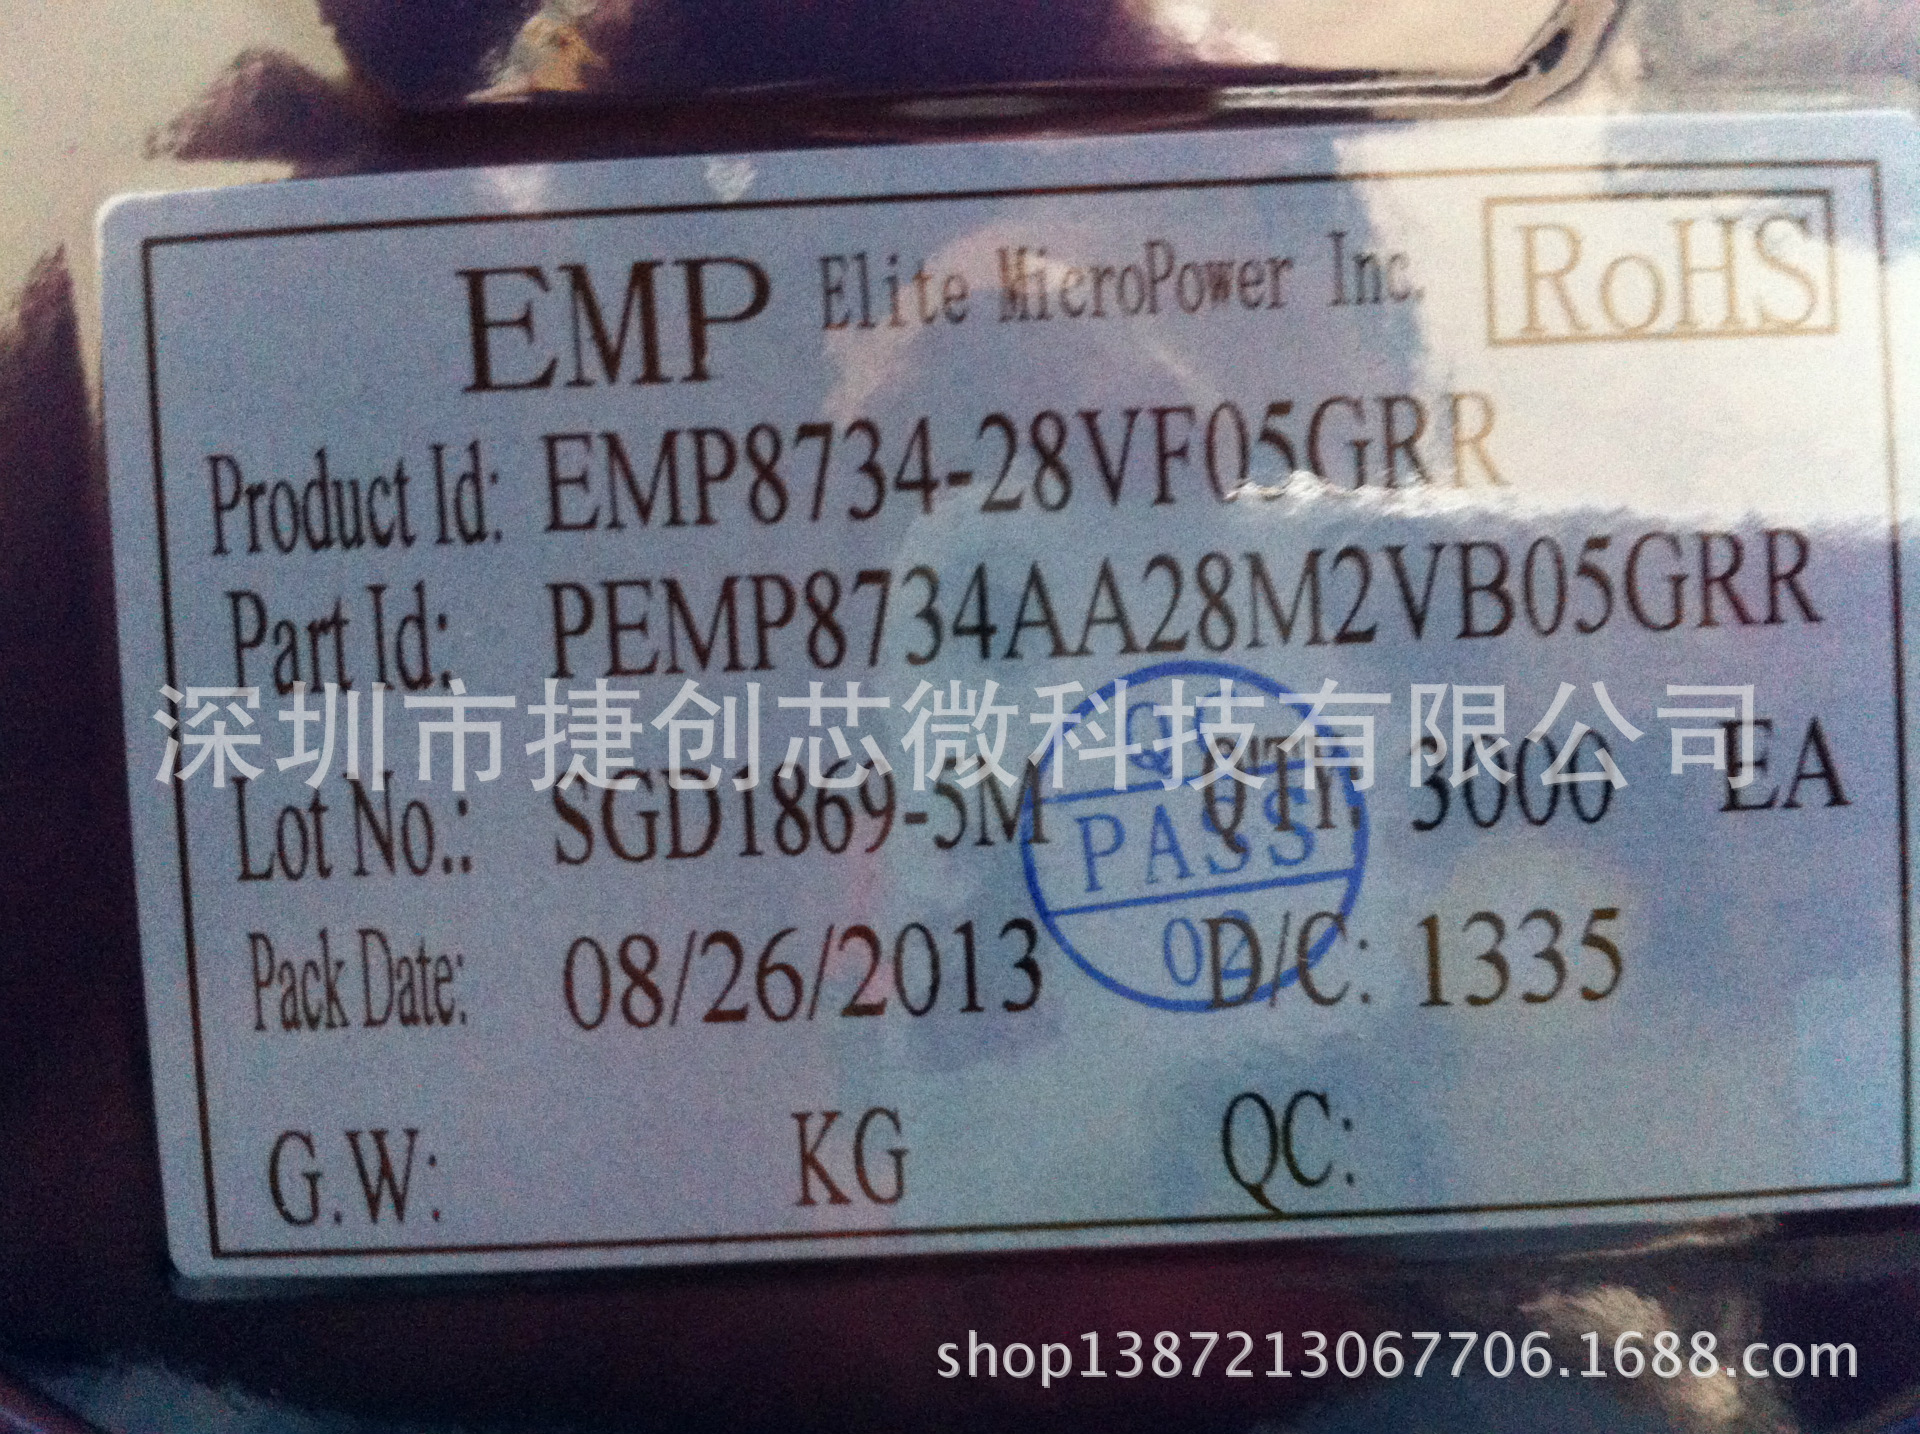 EMP Elite MicroPower Inc. RoHS
Product Id: EMP8734-28VF05GRR
Part Id: PEMP8734AA28M2VB05GRR
深圳市捷创芯微科技有限公司
Lot No.: SGD1869-5M QTY: 3000 EA
QC
PASS
02
Pack Date: 08/26/2013 D/C: 1335
G.W: KG QC:
shop1387213067706.1688.com